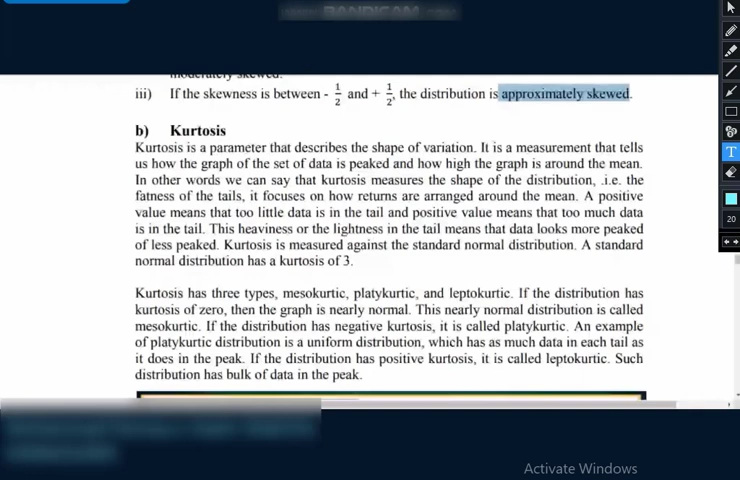 BANDICAM
moderately skewed.
iii) If the skewness is between - 1/2 and + 1/2, the distribution is approximately skewed.
b) Kurtosis
Kurtosis is a parameter that describes the shape of variation. It is a measurement that tells
us how the graph of the set of data is peaked and how high the graph is around the mean.
In other words we can say that kurtosis measures the shape of the distribution, .i.e. the
fatness of the tails, it focuses on how returns are arranged around the mean. A positive
value means that too little data is in the tail and positive value means that too much data
is in the tail. This heaviness or the lightness in the tail means that data looks more peaked
of less peaked. Kurtosis is measured against the standard normal distribution. A standard
normal distribution has a kurtosis of 3.
Kurtosis has three types, mesokurtic, platykurtic, and leptokurtic. If the distribution has
kurtosis of zero, then the graph is nearly normal. This nearly normal distribution is called
mesokurtic. If the distribution has negative kurtosis, it is called platykurtic. An example
of platykurtic distribution is a uniform distribution, which has as much data in each tail as
it does in the peak. If the distribution has positive kurtosis, it is called leptokurtic. Such
distribution has bulk of data in the peak.
T
20
Activate Windows